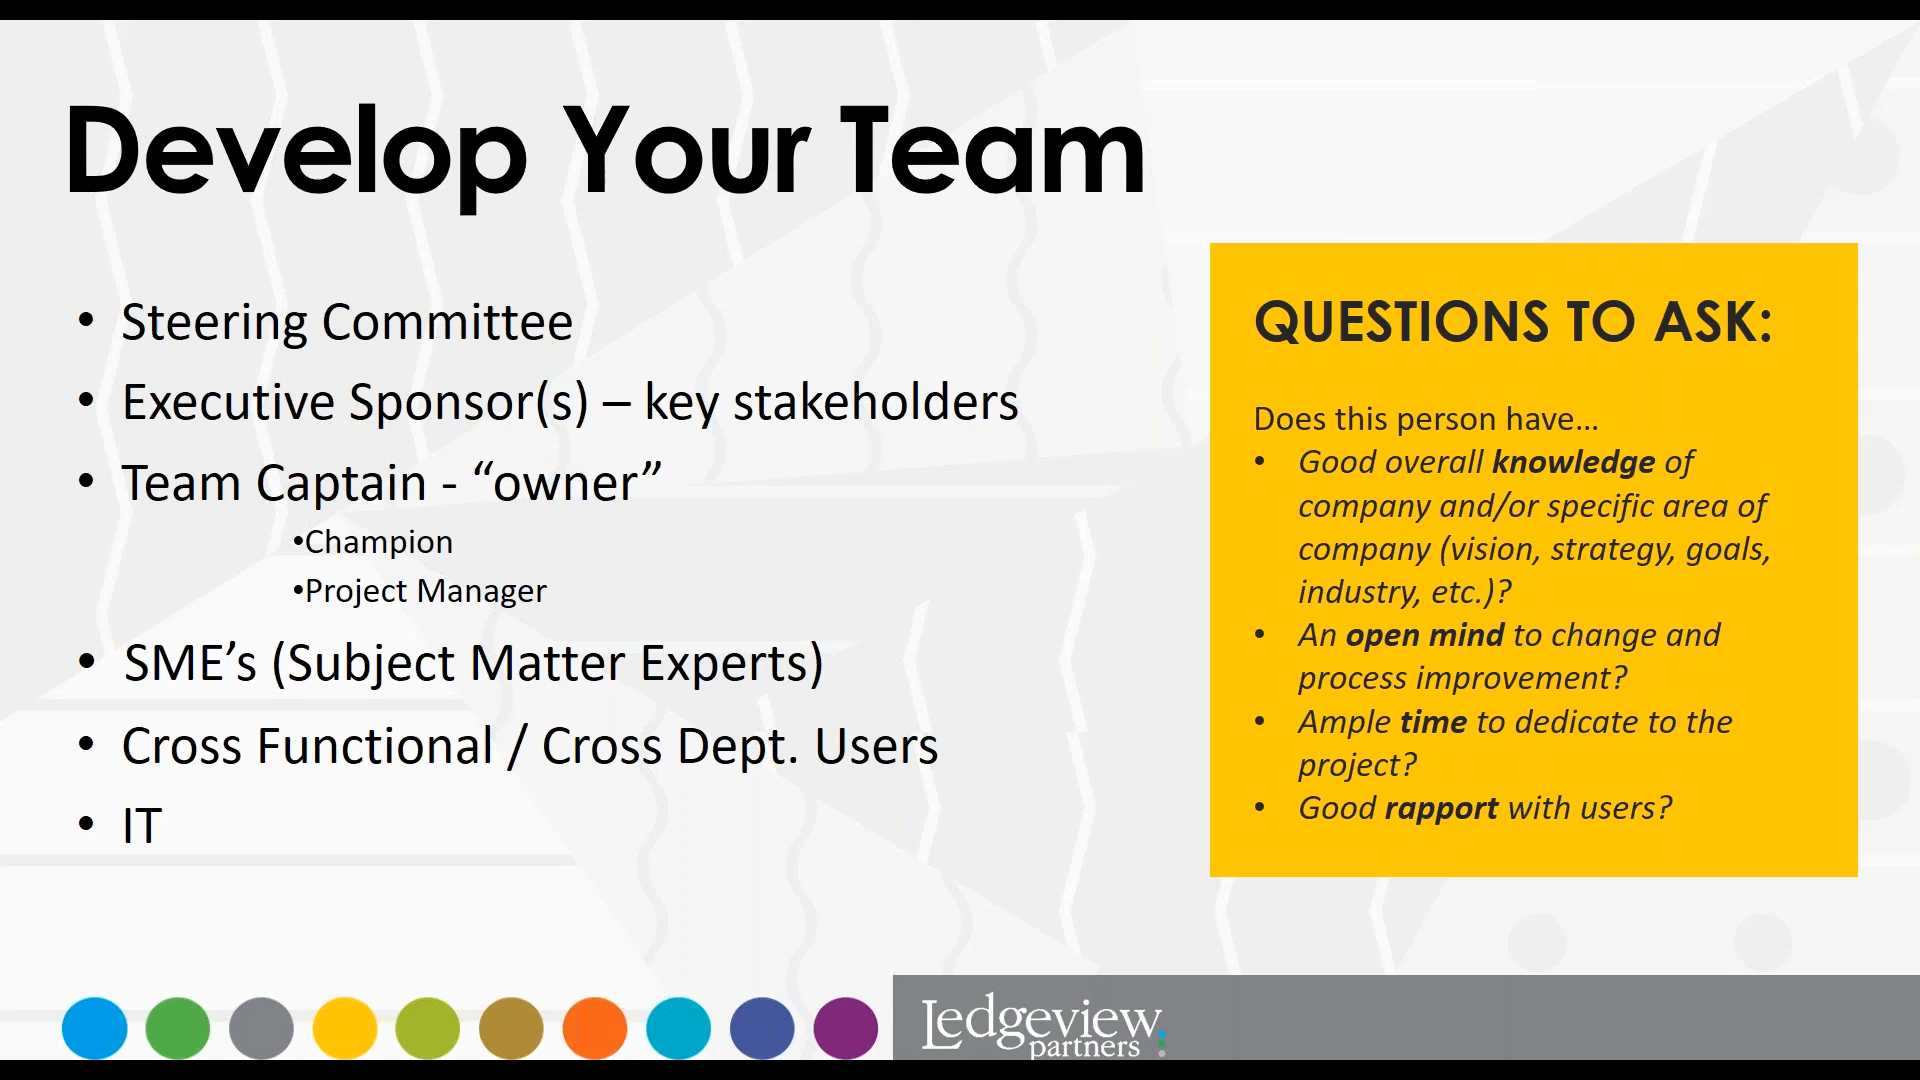 Develop Your Team
• Steering Committee
• Executive Sponsor(s) – key stakeholders
• Team Captain - “owner”
•Champion
•Project Manager
• SME’s (Subject Matter Experts)
• Cross Functional / Cross Dept. Users
• IT
QUESTIONS TO ASK:
Does this person have…
• Good overall knowledge of
company and/or specific area of
company (vision, strategy, goals,
industry, etc.)?
• An open mind to change and
process improvement?
• Ample time to dedicate to the
project?
• Good rapport with users?
Ledgeview
partners